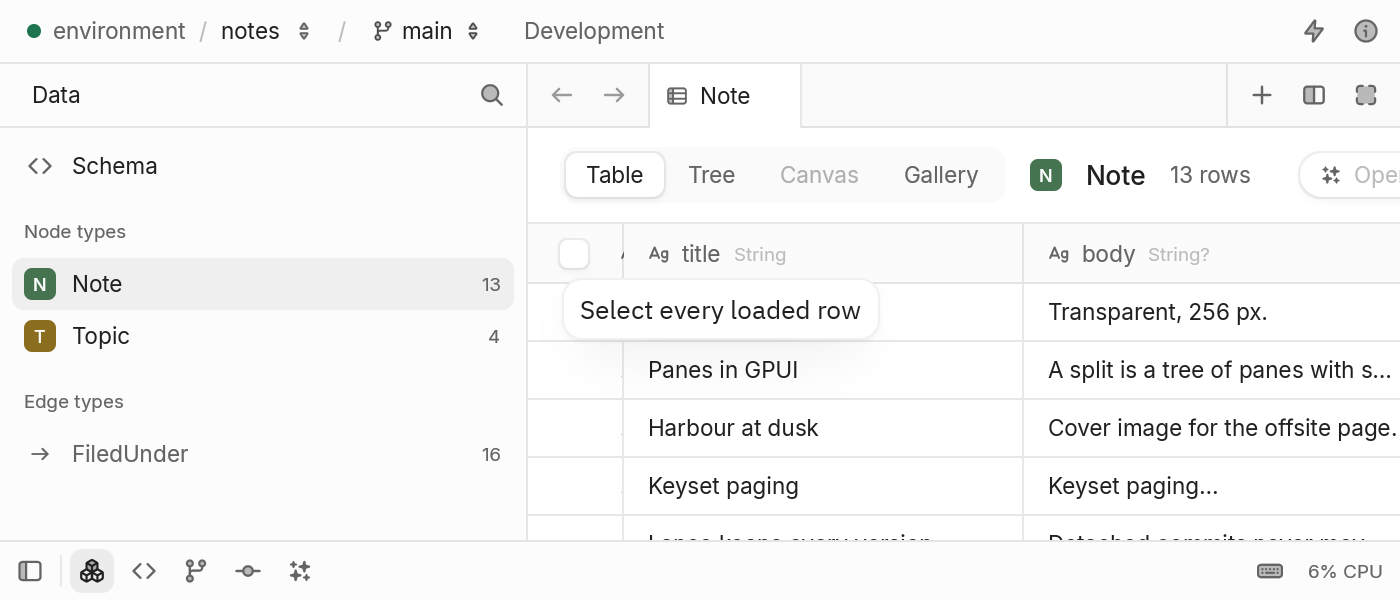 environment / notes / main Development
Data
Note
Schema
Table Tree Canvas Gallery N Note 13 rows
Node types
Ag title String Ag body String?
N Note 13
Select every loaded row
Transparent, 256 px.
T Topic 4
Panes in GPUI
A split is a tree of panes with s...
Edge types
Harbour at dusk
Cover image for the offsite page.
FiledUnder 16
Keyset paging
Keyset paging...
6% CPU